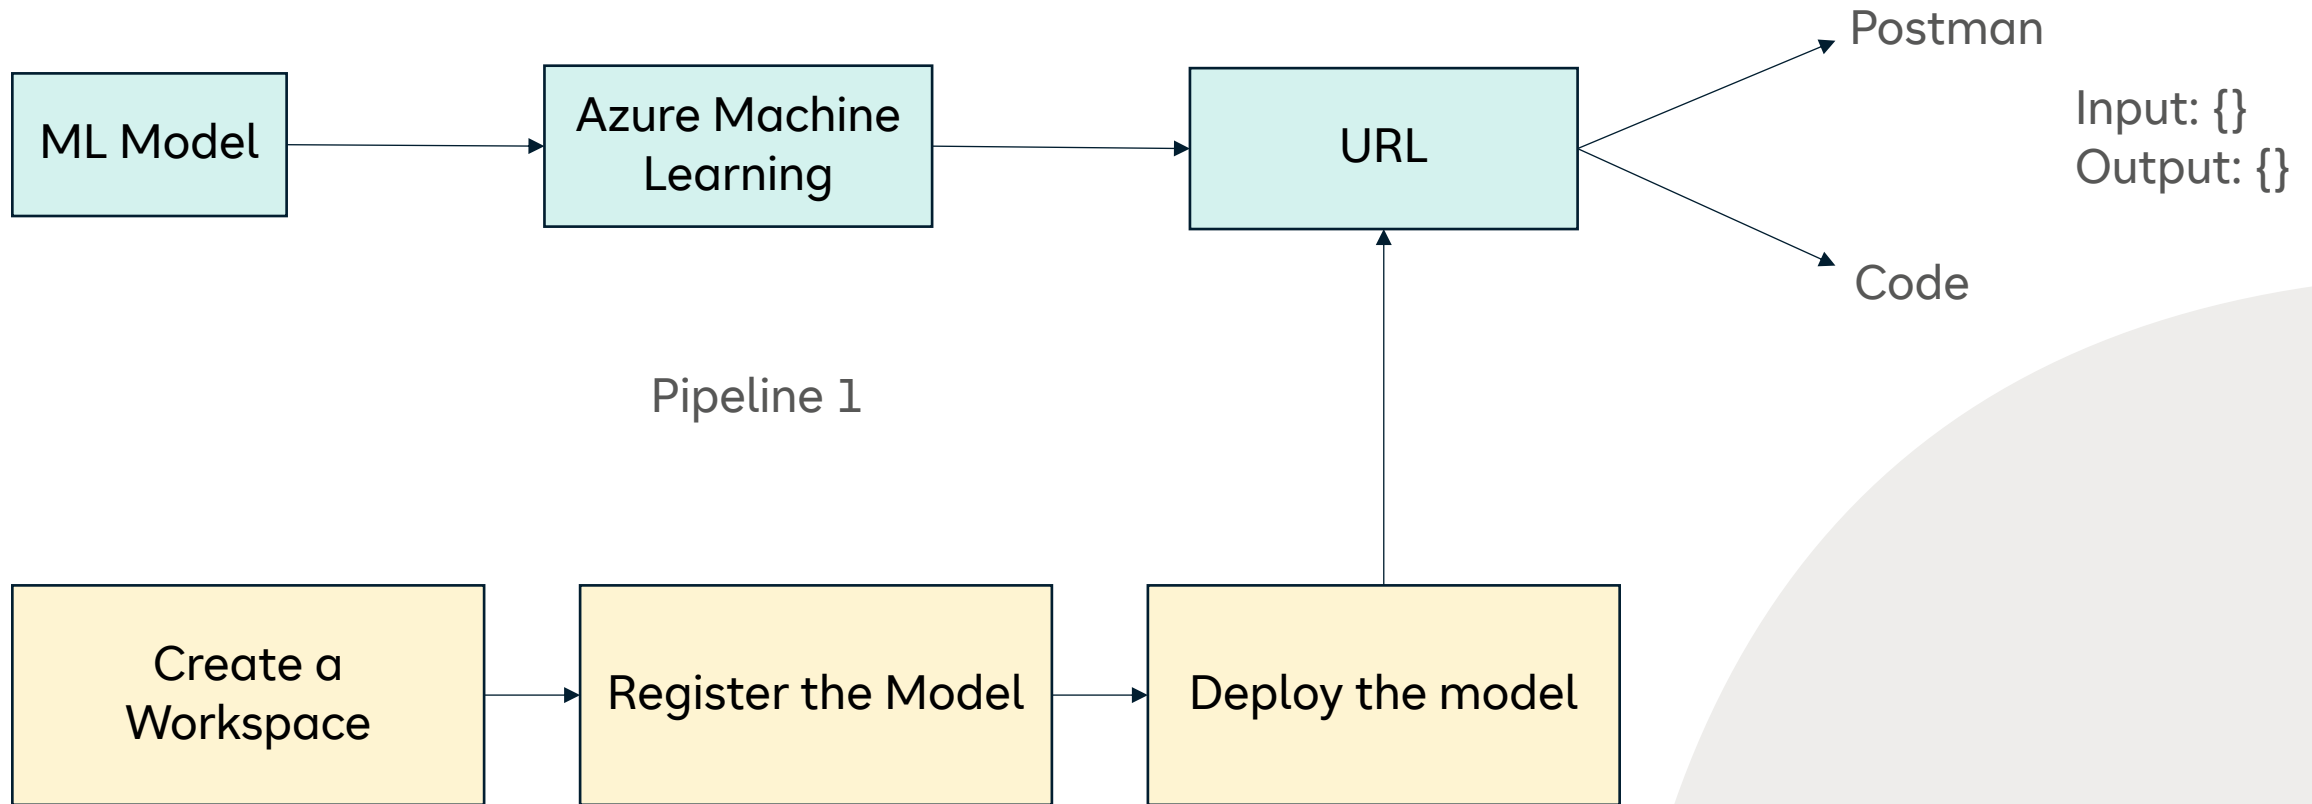 Postman
ML Model
Azure Machine
Learning
URL
Input: {}
Output: {}
Code
Pipeline 1
Create a
Workspace
Register the Model
Deploy the model